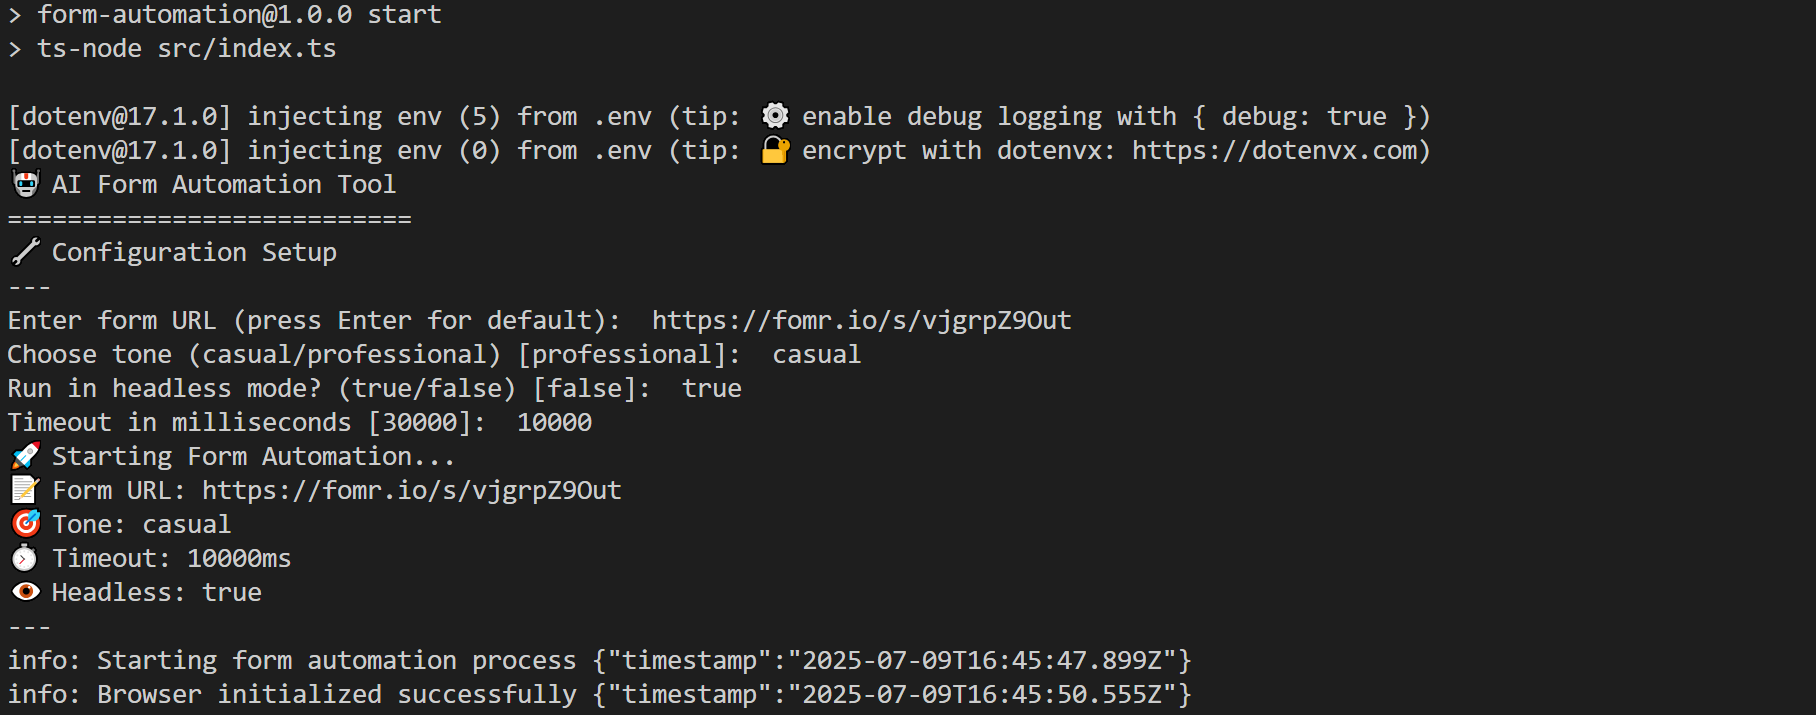 > form-automation@1.0.0 start
> ts-node src/index.ts
[dotenv@17.1.0] injecting env (5) from .env (tip: ⚙️ enable debug logging with { debug: true })
[dotenv@17.1.0] injecting env (0) from .env (tip: 🔐 encrypt with dotenvx: https://dotenvx.com)
🤖 AI Form Automation Tool
===========================
🔧 Configuration Setup
---
Enter form URL (press Enter for default):  https://fomr.io/s/vjgrpZ9Out
Choose tone (casual/professional) [professional]:  casual
Run in headless mode? (true/false) [false]:  true
Timeout in milliseconds [30000]:  10000
🚀 Starting Form Automation...
📝 Form URL: https://fomr.io/s/vjgrpZ9Out
🎯 Tone: casual
⏱️ Timeout: 10000ms
👁️ Headless: true
---
info: Starting form automation process {"timestamp":"2025-07-09T16:45:47.899Z"}
info: Browser initialized successfully {"timestamp":"2025-07-09T16:45:50.555Z"}